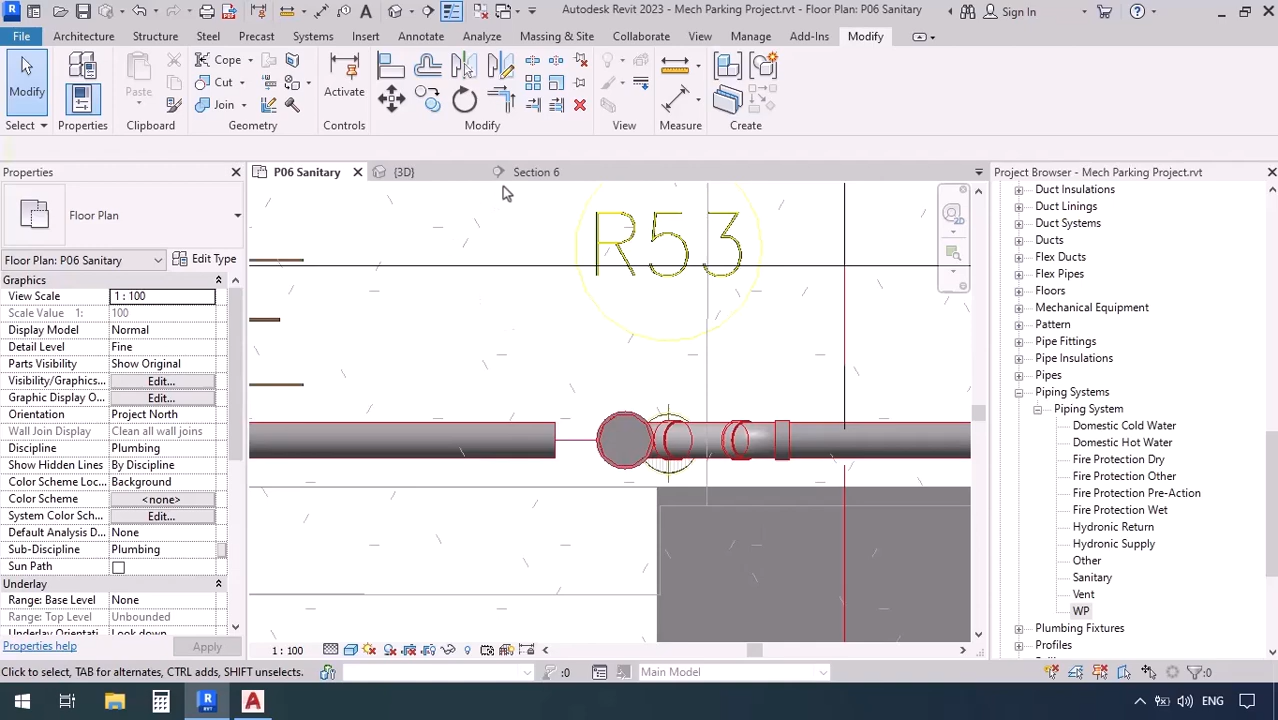 Autodesk Revit 2023 - Mech Parking Project.rvt - Floor Plan: P06 Sanitary
Sign In
File Architecture Structure Steel Precast Systems Insert Annotate Analyze Massing & Site Collaborate View Manage Add-Ins Modify
Modify
Paste
Cope
Cut
Join
Activate
Select Properties Clipboard Geometry Controls Modify View Measure Create
Properties
P06 Sanitary
{3D}
Section 6
Project Browser - Mech Parking Project.rvt
Floor Plan
Floor Plan: P06 Sanitary
Edit Type
Graphics
View Scale 1 : 100
Scale Value 1: 100
Display Model Normal
Detail Level Fine
Parts Visibility Show Original
Visibility/Graphics... Edit...
Graphic Display O... Edit...
Orientation Project North
Wall Join Display Clean all wall joins
Discipline Plumbing
Show Hidden Lines By Discipline
Color Scheme Loc... Background
Color Scheme <none>
System Color Sch... Edit...
Default Analysis D... None
Sub-Discipline Plumbing
Sun Path
Underlay
Range: Base Level None
Range: Top Level Unbounded
Underlay Orientati... Look down
Properties help
Apply
R53
2D
Duct Insulations
Duct Linings
Duct Systems
Ducts
Flex Ducts
Flex Pipes
Floors
Mechanical Equipment
Pattern
Pipe Fittings
Pipe Insulations
Pipes
Piping Systems
Piping System
Domestic Cold Water
Domestic Hot Water
Fire Protection Dry
Fire Protection Other
Fire Protection Pre-Action
Fire Protection Wet
Hydronic Return
Hydronic Supply
Other
Sanitary
Vent
WP
Plumbing Fixtures
Profiles
1 : 100
Click to select, TAB for alternates, CTRL adds, SHIFT unselects.
:0
Main Model
:0
ENG